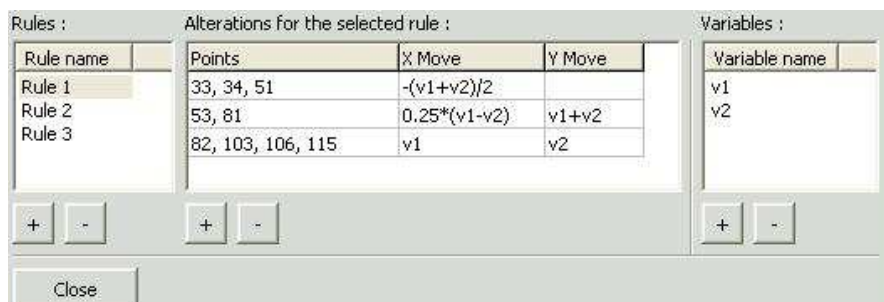 Rules : Alterations for the selected rule : Variables :
Rule name Points X Move Y Move Variable name
Rule 1 33, 34, 51 -(v1+v2)/2 v1
Rule 2 53, 81 0.25*(v1-v2) v1+v2 v2
Rule 3 82, 103, 106, 115 v1 v2
+ - + - + -
Close